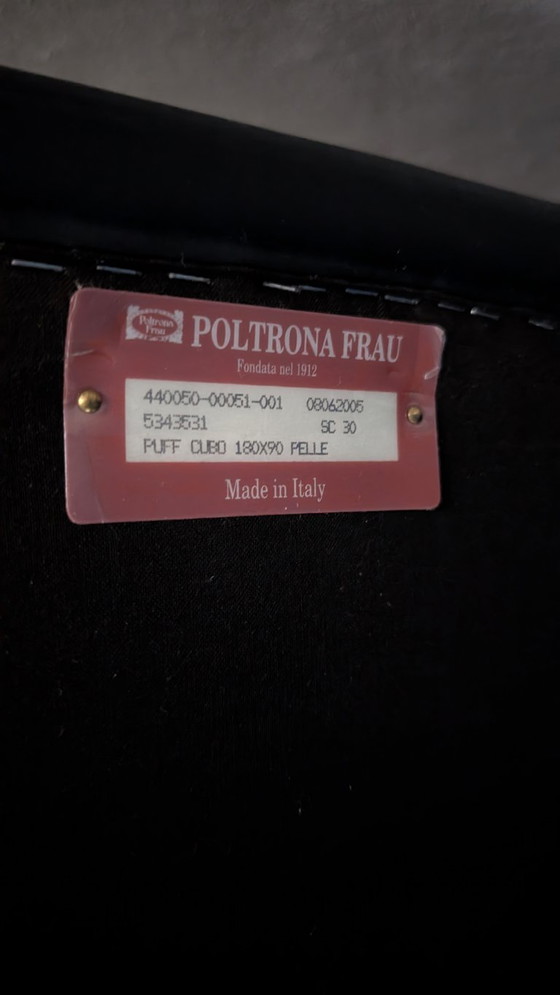 Poltrona
Frau
POLTRONA FRAU
Fondata nel 1912
440050-00051-001 08062005
5343531 SC 30
PUFF CUBO 180X90 PELLE
Made in Italy